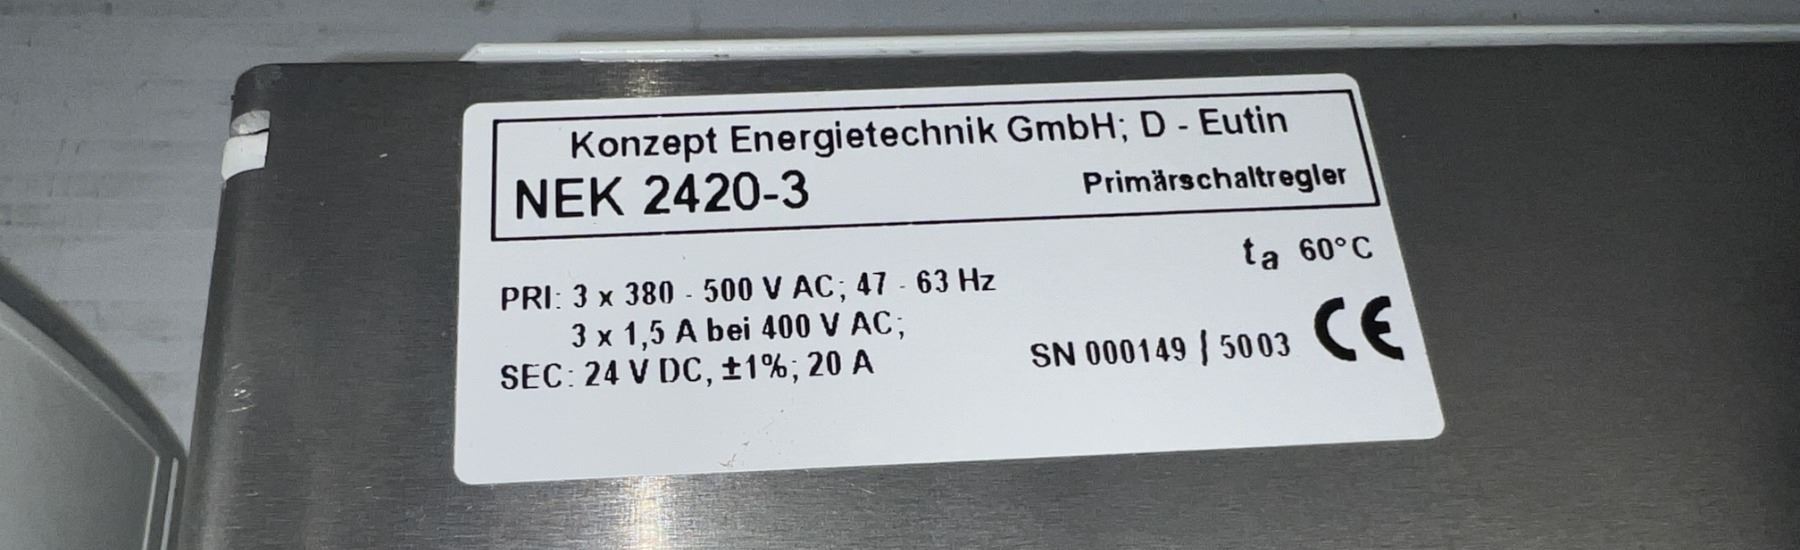 Konzept Energietechnik GmbH; D - Eutin
NEK 2420-3 Primärschaltregler
ta 60°C
PRI: 3 x 380 - 500 V AC; 47 - 63 Hz
3 x 1,5 A bei 400 V AC;
SEC: 24 V DC, ±1%; 20 A
SN 000149 / 5003 CE